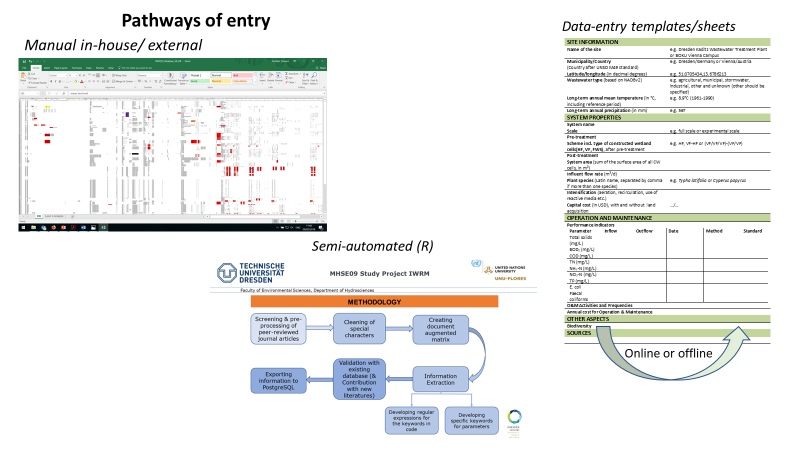 Pathways of entry
Manual in-house/ external
Data-entry templates/sheets
SITE INFORMATION
Name of the site e.g. Dresden Kaditz Wastewater Treatment Plant
or BOKU Vienna Campus
Municipality/Country e.g. Dresden/Germany or Vienna/Austria
(country after UNSD M49 standard)
Latitude/longitude (in decimal degrees) e.g. 51.0705434,13.6786213
Wastewater type (based on NADBv2) e.g. agricultural, municipal, stormwater,
industrial, other and unknown (other should be
specified)
Long-term annual mean temperature (in °C, e.g. 8.9°C (1961-1990)
including reference period)
Long-term annual precipitation (in mm) e.g. 567
SYSTEM PROPERTIES
System name
Scale e.g. full scale or experimental scale
Pre-treatment
Scheme incl. type of constructed wetland e.g. HF, VF-HF or (VF/VF/VF)-(VF/VF)
cells(HF, VF, FWS), after pre-treatment
Post-treatment
System area (sum of the surface area of all CW
cells, in m²)
Influent flow rate (m³/d)
Plant species (Latin name, separated by comma e.g. Typha latifolia or Cyperus papyrus
if more than one species)
Intensification (aeration, recirculation, use of
reactive media etc.)
Capital cost (in USD), with and without land .../...
acquisition
OPERATION AND MAINTENANCE
Performance indicators
Parameter Inflow Outflow Date Method Standard
Total solids
(mg/L)
BOD₅ (mg/L)
COD (mg/L)
TN (mg/L)
NH₄-N (mg/L)
NO₃-N (mg/L)
TP (mg/L)
E. coli
Faecal
coliforms
O&M Activities and Frequencies
Annual cost for Operation & Maintenance
OTHER ASPECTS
Biodiversity
SOURCES
Online or offline
Semi-automated (R)
TECHNISCHE
UNIVERSITÄT
DRESDEN
MHSE09 Study Project IWRM
UNITED NATIONS
UNIVERSITY
UNU-FLORES
Faculty of Environmental Sciences, Department of Hydrosciences
METHODOLOGY
Screening & pre-
processing of
peer-reviewed
journal articles
Cleaning of
special
characters
Creating
document
augmented
matrix
Exporting
information to
PostgreSQL
Validation with
existing
database (&
Contribution
with new
literatures)
Information
Extraction
Developing regular
expressions for
the keywords in
code
Developing
specific keywords
for parameters